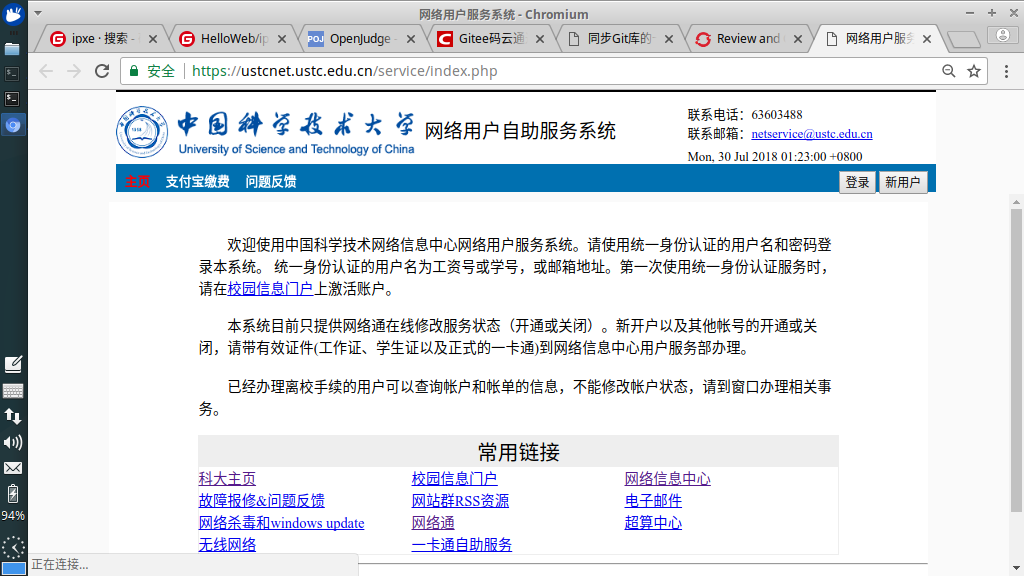 网络用户服务系统 - Chromium
ipxe · 搜索 -
HelloWeb/ip
OpenJudge -
Gitee码云通
同步Git库的一
Review and
网络用户服务
安全
https://ustcnet.ustc.edu.cn/service/index.php
中国科学技术大学
University of Science and Technology of China
网络用户自助服务系统
联系电话：63603488
联系邮箱：netservice@ustc.edu.cn
Mon, 30 Jul 2018 01:23:00 +0800
主页 支付宝缴费 问题反馈 登录 新用户
欢迎使用中国科学技术网络信息中心网络用户服务系统。请使用统一身份认证的用户名和密码登
录本系统。 统一身份认证的用户名为工资号或学号，或邮箱地址。第一次使用统一身份认证服务时，
请在校园信息门户上激活账户。
本系统目前只提供网络通在线修改服务状态（开通或关闭）。新开户以及其他帐号的开通或关
闭，请带有效证件(工作证、学生证以及正式的一卡通)到网络信息中心用户服务部办理。
已经办理离校手续的用户可以查询帐户和帐单的信息，不能修改帐户状态，请到窗口办理相关事
务。
常用链接
科大主页 校园信息门户 网络信息中心
故障报修&问题反馈 网站群RSS资源 电子邮件
网络杀毒和windows update 网络通 超算中心
无线网络 一卡通自助服务
94%
正在连接...